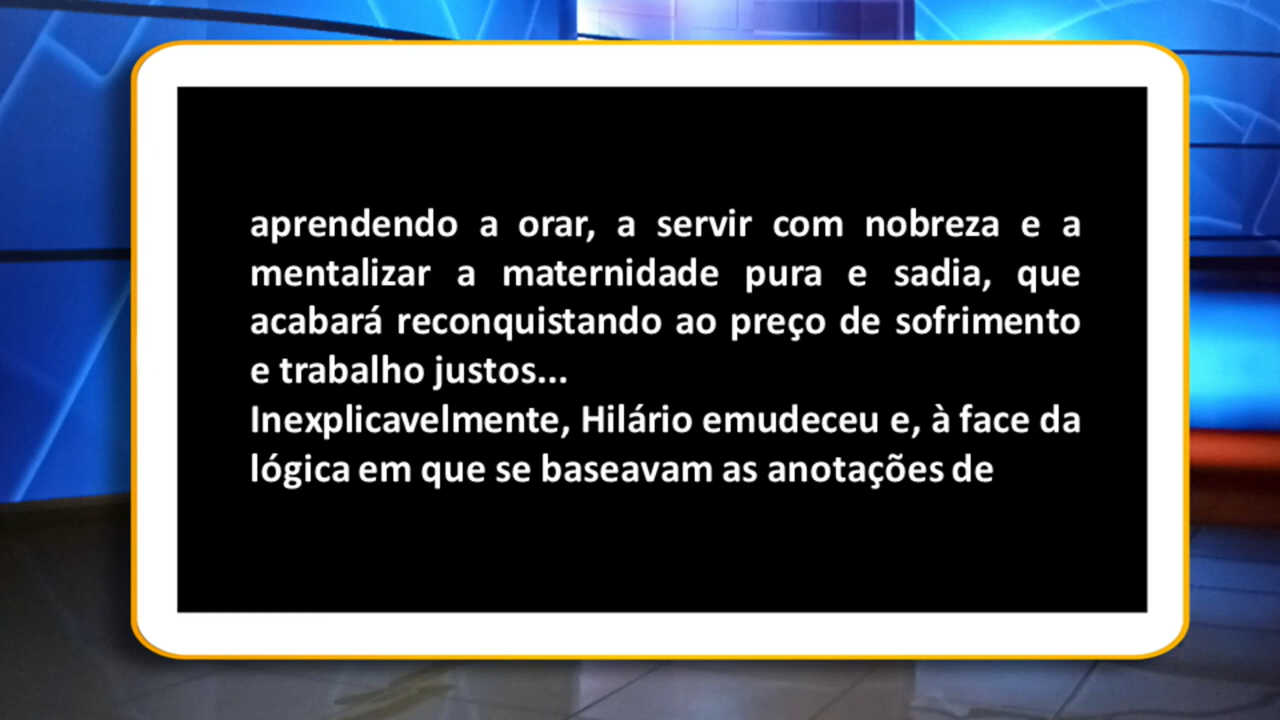 aprendendo a orar, a servir com nobreza e a
mentalizar a maternidade pura e sadia, que
acabará reconquistando ao preço de sofrimento
e trabalho justos...
Inexplicavelmente, Hilário emudeceu e, à face da
lógica em que se baseavam as anotações de